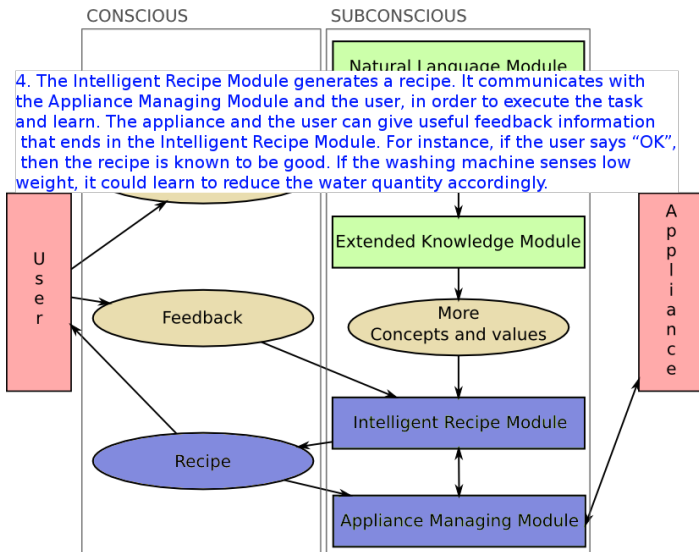 CONSCIOUS
SUBCONSCIOUS
Natural Language Module
4. The Intelligent Recipe Module generates a recipe. It communicates with
the Appliance Managing Module and the user, in order to execute the task
and learn. The appliance and the user can give useful feedback information
that ends in the Intelligent Recipe Module. For instance, if the user says “OK”,
then the recipe is known to be good. If the washing machine senses low
weight, it could learn to reduce the water quantity accordingly.
User
Appliance
Extended Knowledge Module
Feedback
More
Concepts and values
Intelligent Recipe Module
Recipe
Appliance Managing Module